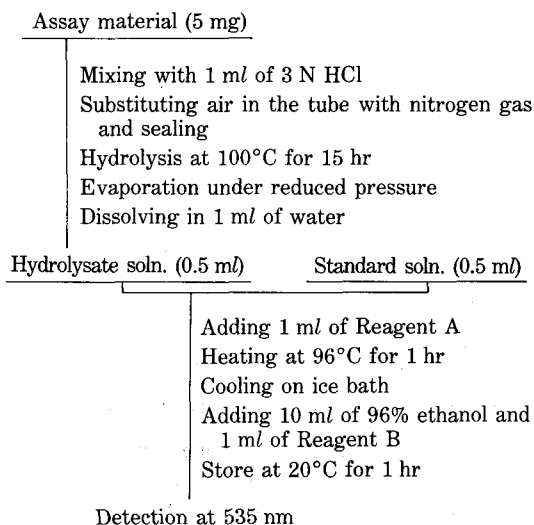 Assay material (5 mg)
Mixing with 1 ml of 3 N HCl
Substituting air in the tube with nitrogen gas
and sealing
Hydrolysis at 100°C for 15 hr
Evaporation under reduced pressure
Dissolving in 1 ml of water
Hydrolysate soln. (0.5 ml) Standard soln. (0.5 ml)
Adding 1 ml of Reagent A
Heating at 96°C for 1 hr
Cooling on ice bath
Adding 10 ml of 96% ethanol and
1 ml of Reagent B
Store at 20°C for 1 hr
Detection at 535 nm